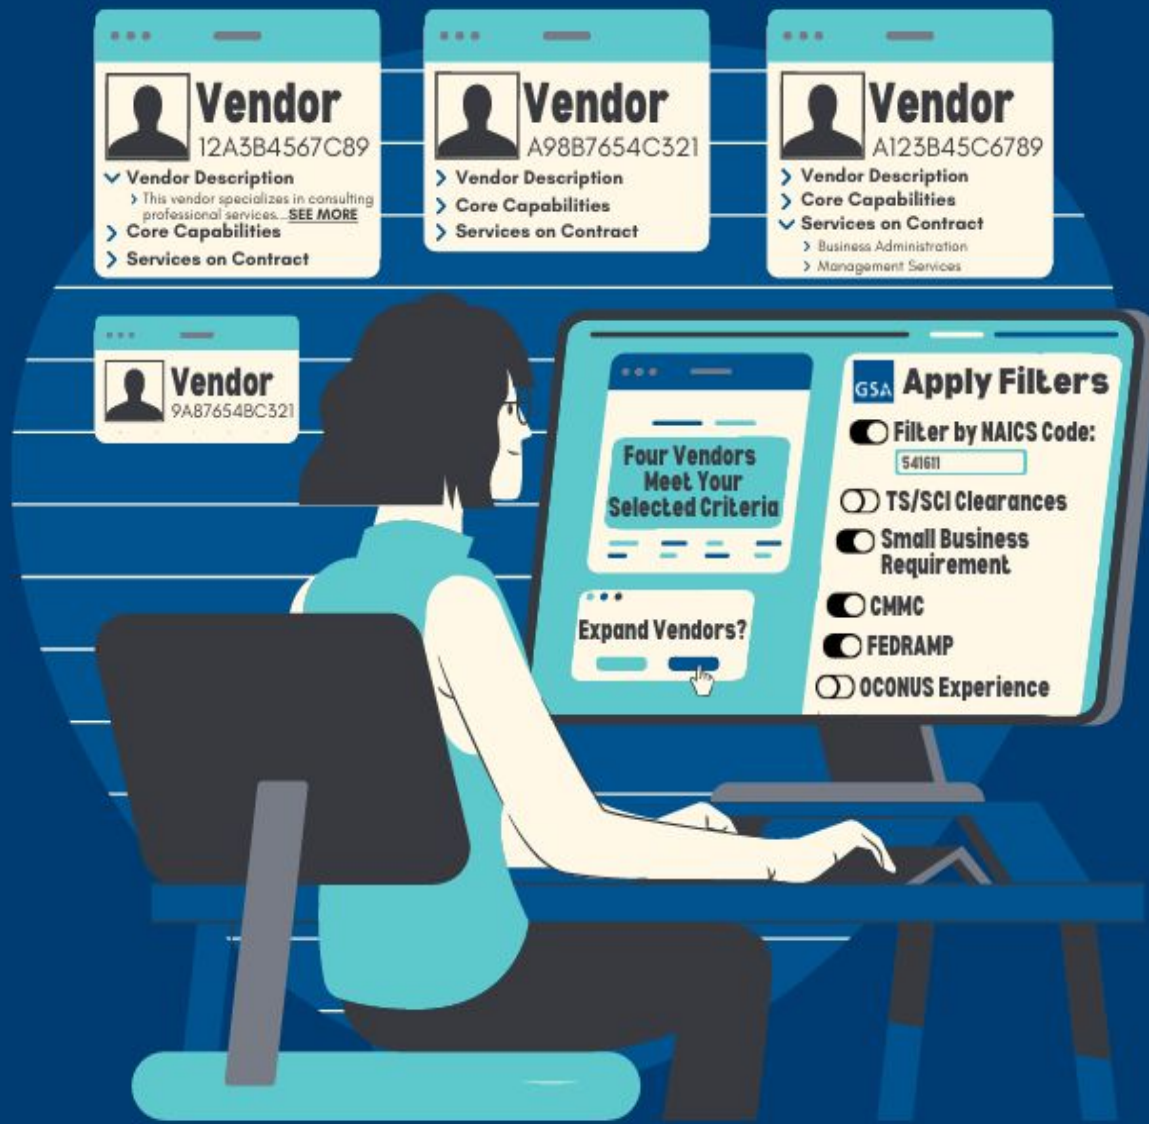 Vendor
12A3B4567C89
Vendor Description
This vendor specializes in consulting
professional services...SEE MORE
Core Capabilities
Services on Contract
Vendor
A98B7654C321
Vendor Description
Core Capabilities
Services on Contract
Vendor
A123B45C6789
Vendor Description
Core Capabilities
Services on Contract
Business Administration
Management Services
Vendor
9A87654BC321
Four Vendors
Meet Your
Selected Criteria
Expand Vendors?
GSA Apply Filters
Filter by NAICS Code:
541611
TS/SCI Clearances
Small Business
Requirement
CMMC
FEDRAMP
OCONUS Experience